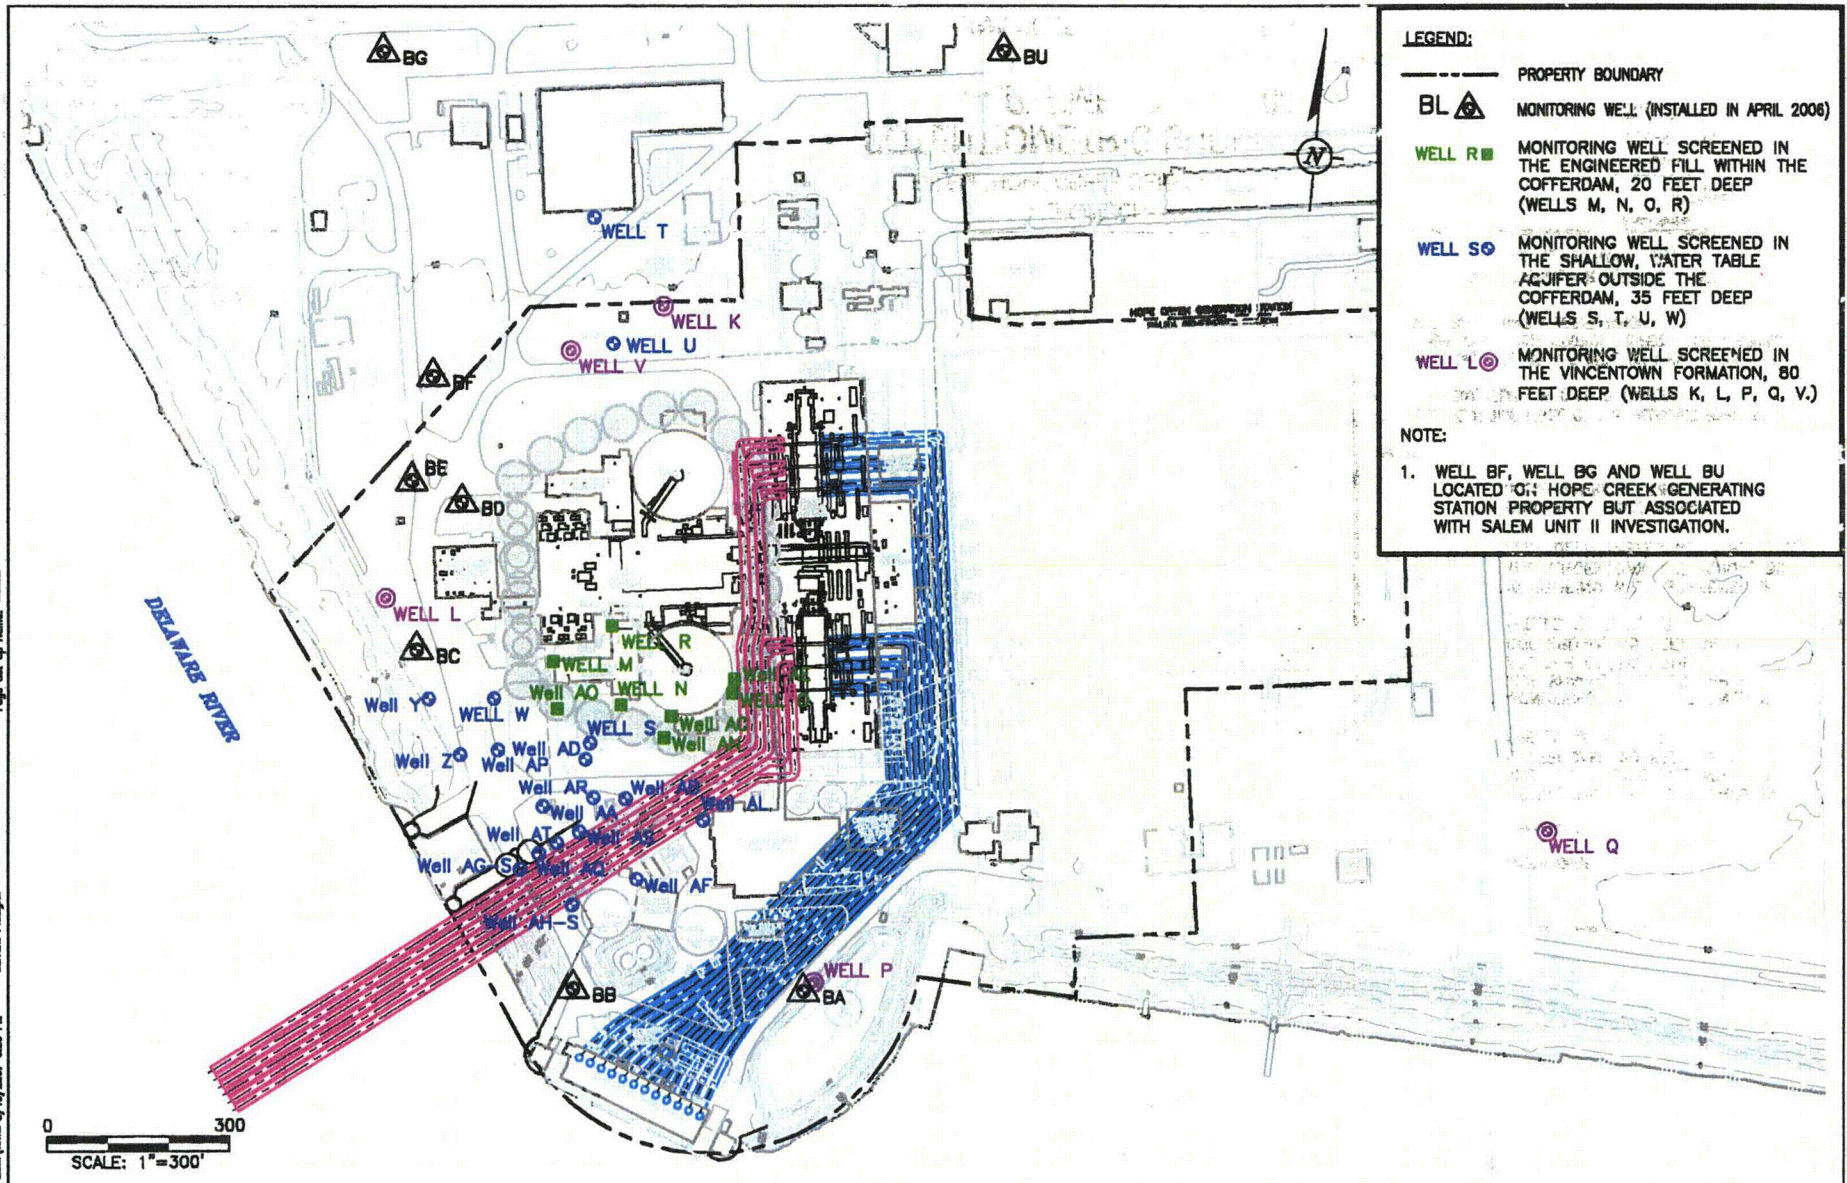 LEGEND:
PROPERTY BOUNDARY
BL MONITORING WELL (INSTALLED IN APRIL 2006)
WELL R MONITORING WELL SCREENED IN
THE ENGINEERED FILL WITHIN THE
COFFERDAM, 20 FEET DEEP
(WELLS M, N, O, R)
WELL S MONITORING WELL SCREENED IN
THE SHALLOW, WATER TABLE
AQUIFER OUTSIDE THE
COFFERDAM, 35 FEET DEEP
(WELLS S, T, U, W)
WELL L MONITORING WELL SCREENED IN
THE VINCENTOWN FORMATION, 80
FEET DEEP (WELLS K, L, P, Q, V.)
NOTE:
1. WELL BF, WELL BG AND WELL BU
LOCATED ON HOPE CREEK GENERATING
STATION PROPERTY BUT ASSOCIATED
WITH SALEM UNIT II INVESTIGATION.
BG
BU
N
WELL T
WELL K
WELL U
WELL V
BF
BE
BD
WELL L
BC
DELAWARE RIVER
WELL R
WELL M
WELL N
Well AO
Well Y
WELL W
WELL S
Well AC
Well Z
Well AD
Well AP
Well AR
Well AL
Well AA
Well AT
Well AG-S
Well AF
Well AH-S
BB
WELL P
BA
WELL Q
0 300
SCALE: 1"=300'